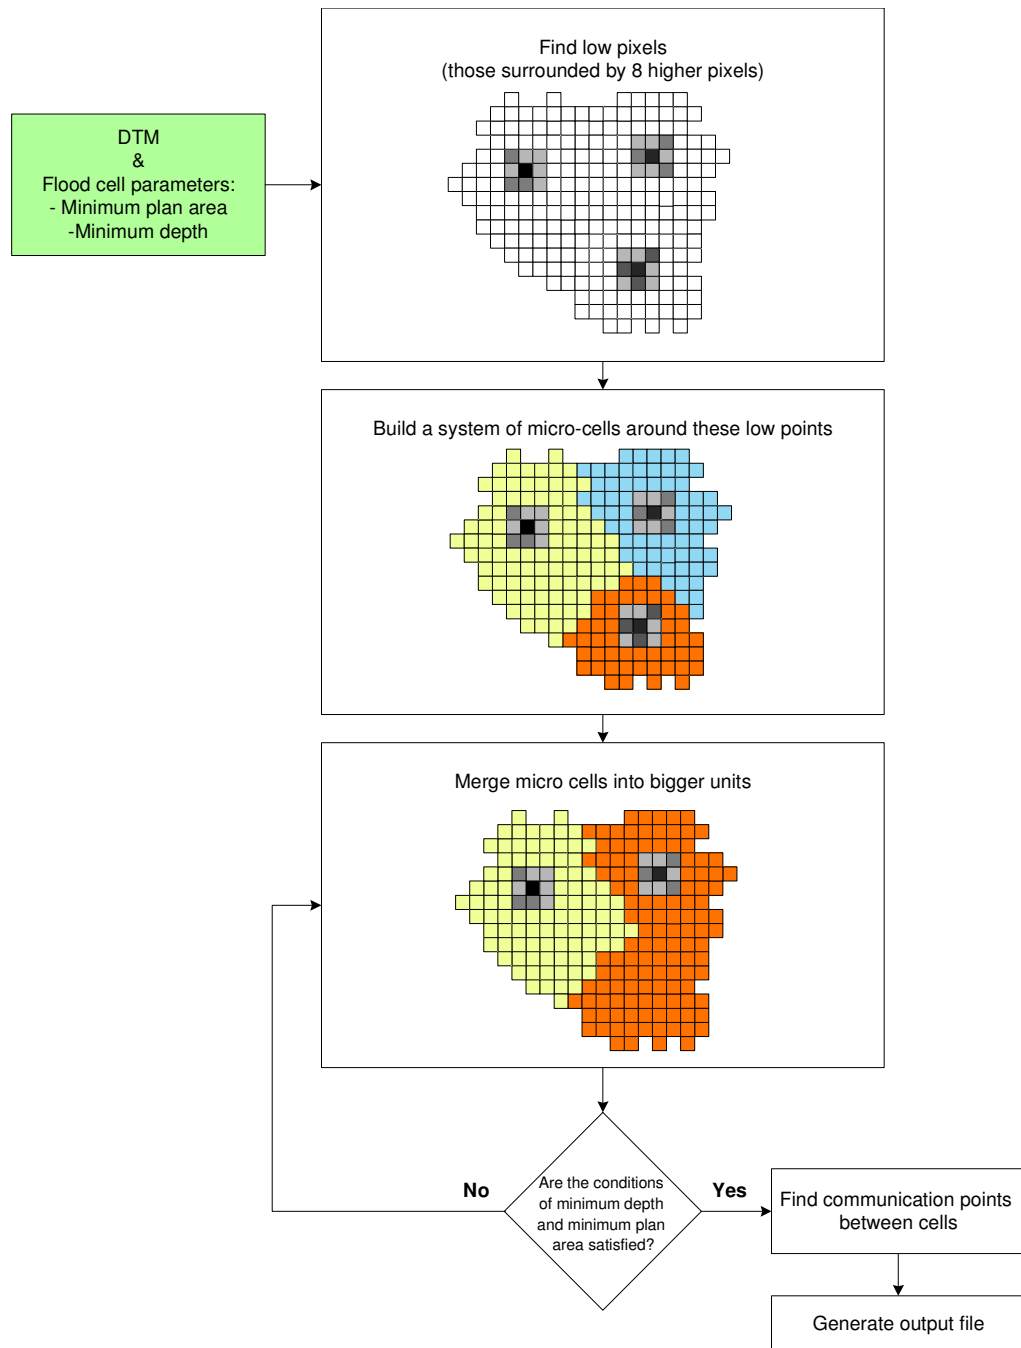 Find low pixels
(those surrounded by 8 higher pixels)
DTM
&
Flood cell parameters:
- Minimum plan area
-Minimum depth
Build a system of micro-cells around these low points
Merge micro cells into bigger units
No
Are the conditions
of minimum depth
and minimum plan
area satisfied?
Yes
Find communication points
between cells
Generate output file